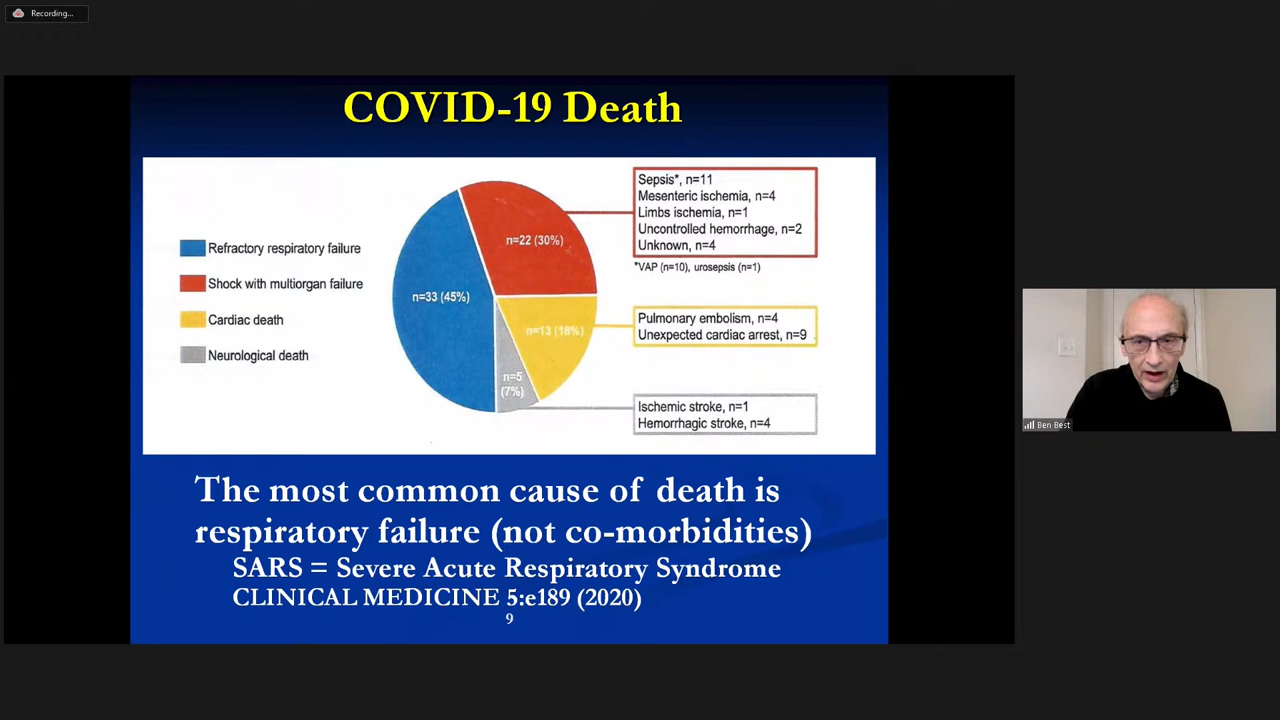 Recording...
COVID-19 Death
Refractory respiratory failure
Shock with multiorgan failure
Cardiac death
Neurological death
n=33 (45%)
n=22 (30%)
n=13 (18%)
n=5
(7%)
Sepsis*, n=11
Mesenteric ischemia, n=4
Limbs ischemia, n=1
Uncontrolled hemorrhage, n=2
Unknown, n=4
*VAP (n=10), urosepsis (n=1)
Pulmonary embolism, n=4
Unexpected cardiac arrest, n=9
Ischemic stroke, n=1
Hemorrhagic stroke, n=4
The most common cause of death is
respiratory failure (not co-morbidities)
SARS = Severe Acute Respiratory Syndrome
CLINICAL MEDICINE 5:e189 (2020)
9
Ben Best